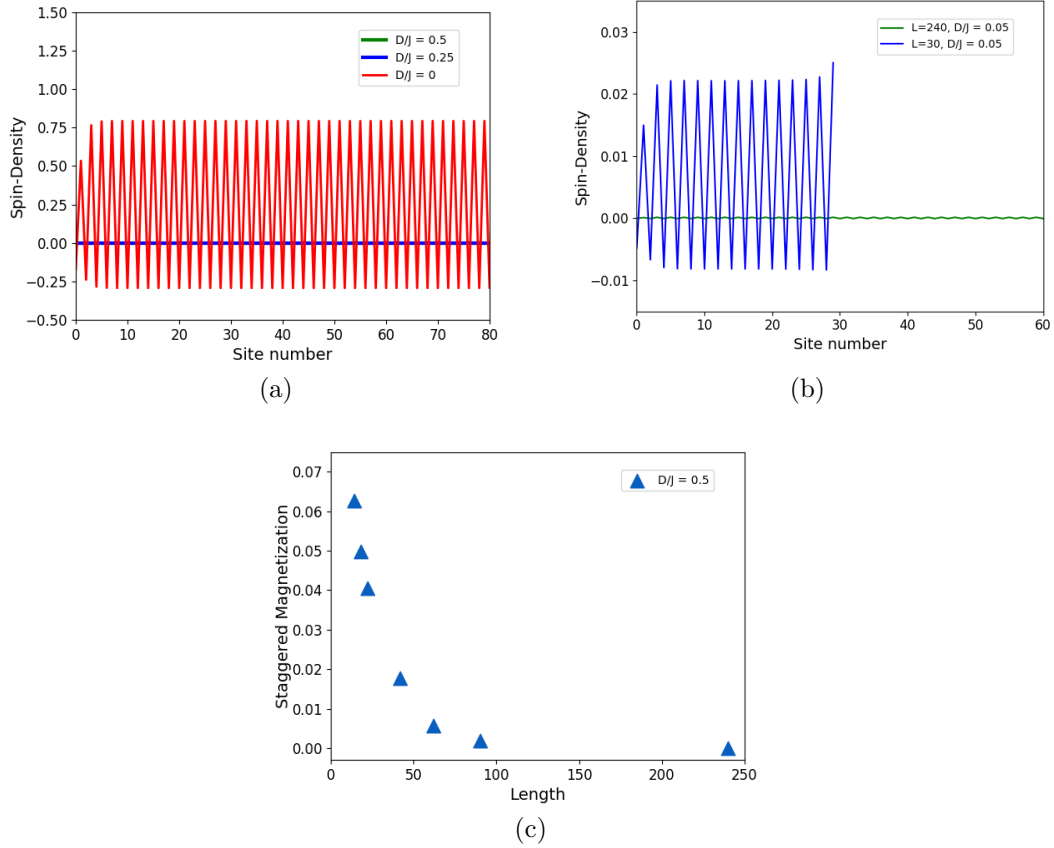 1.50
1.25
1.00
0.75
0.50
0.25
0.00
−0.25
−0.50
Spin-Density
D/J = 0.5
D/J = 0.25
D/J = 0
0 10 20 30 40 50 60 70 80
Site number
(a)
0.03
0.02
0.01
0.00
−0.01
Spin-Density
L=240, D/J = 0.05
L=30, D/J = 0.05
0 10 20 30 40 50 60
Site number
(b)
0.07
0.06
0.05
0.04
0.03
0.02
0.01
0.00
Staggered Magnetization
D/J = 0.5
0 50 100 150 200 250
Length
(c)